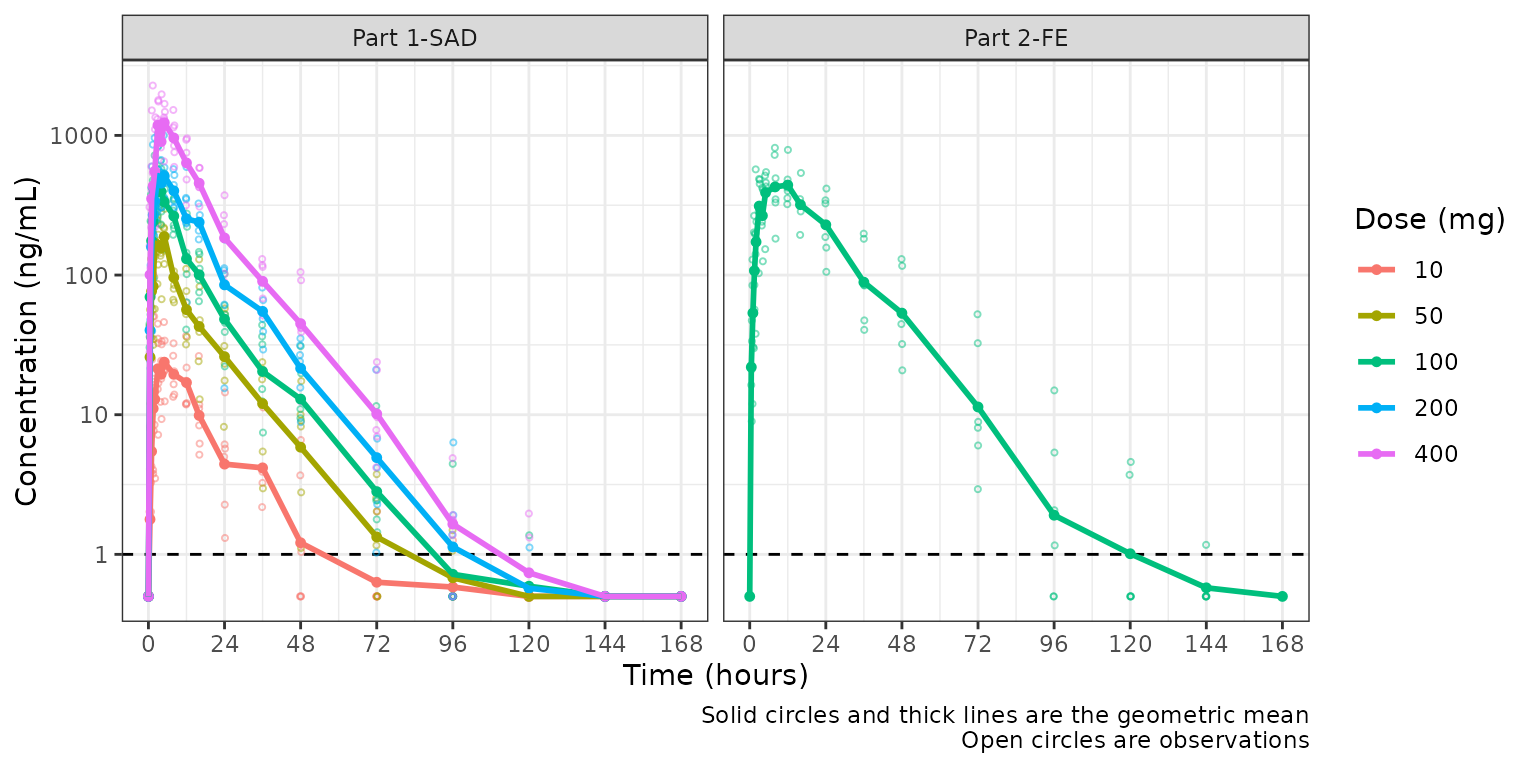 Part 1-SAD
Part 2-FE
Concentration (ng/mL)
1000
100
10
1
0 24 48 72 96 120 144 168
0 24 48 72 96 120 144 168
Time (hours)
Dose (mg)
10
50
100
200
400
Solid circles and thick lines are the geometric mean
Open circles are observations